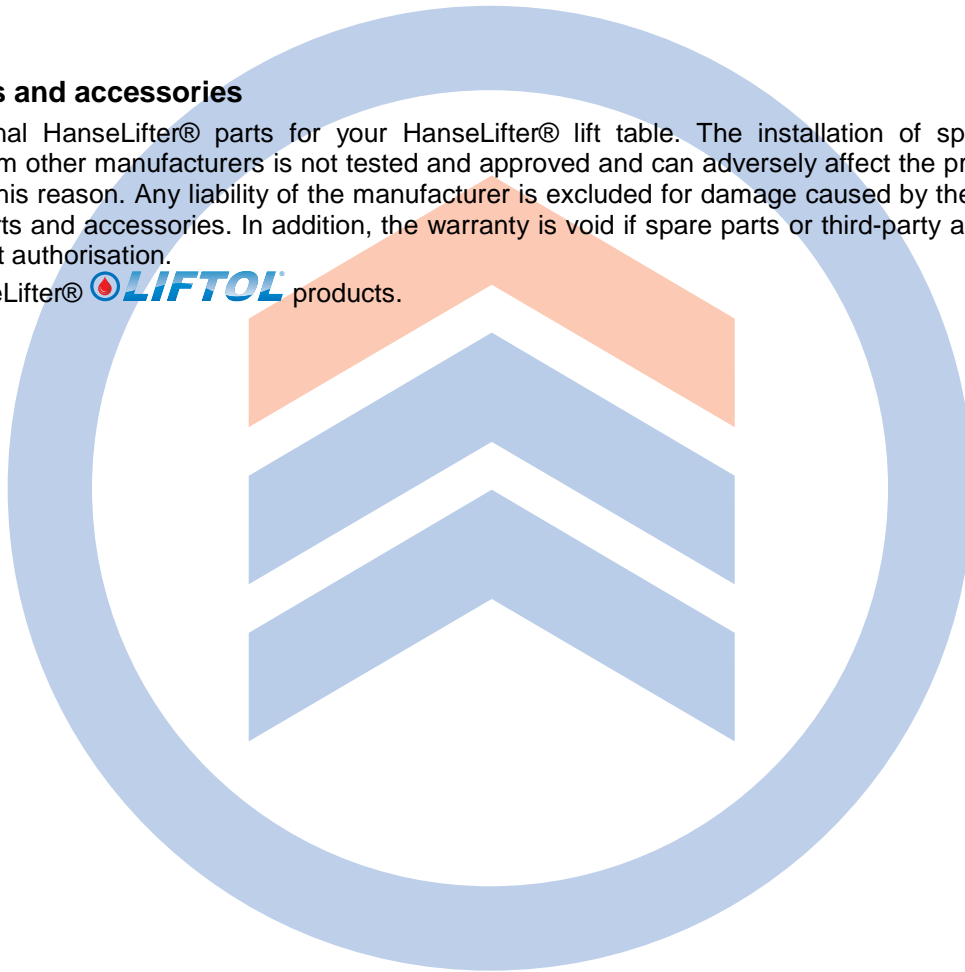 s and accessories
nal HanseLifter® parts for your HanseLifter® lift table. The installation of sp
m other manufacturers is not tested and approved and can adversely affect the pr
his reason. Any liability of the manufacturer is excluded for damage caused by the
rts and accessories. In addition, the warranty is void if spare parts or third-party a
t authorisation.
eLifter® LIFTOL® products.